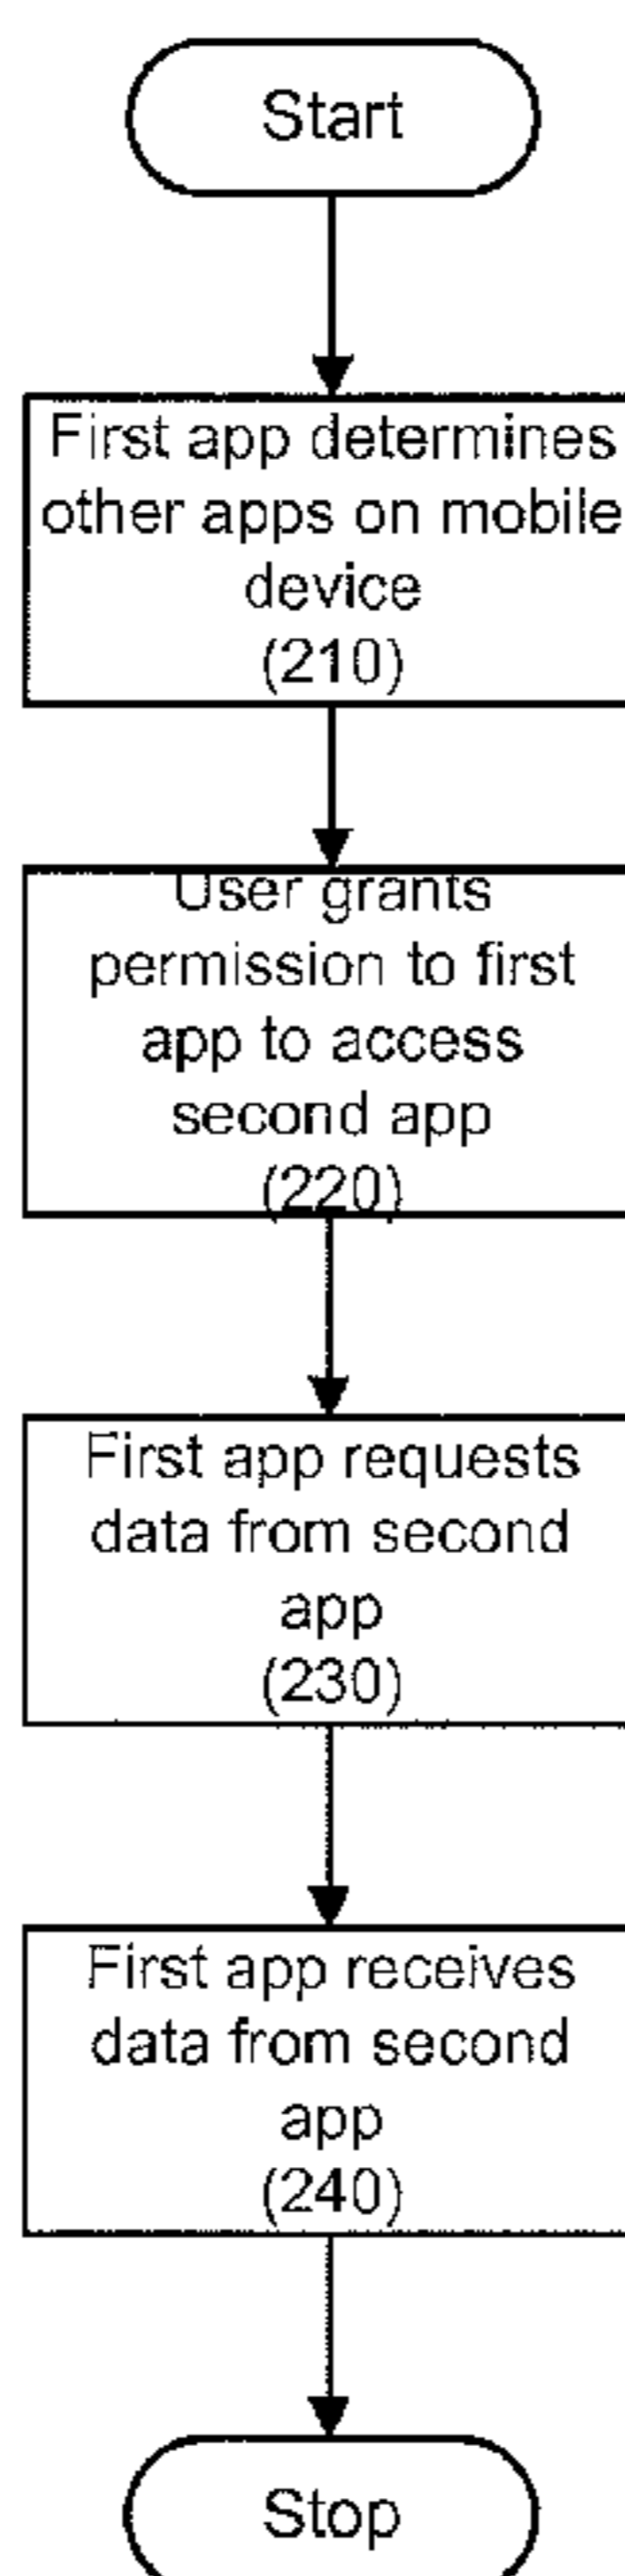 Start
First app determines
other apps on mobile
device
(210)
User grants
permission to first
app to access
second app
(220)
First app requests
data from second
app
(230)
First app receives
data from second
app
(240)
Stop